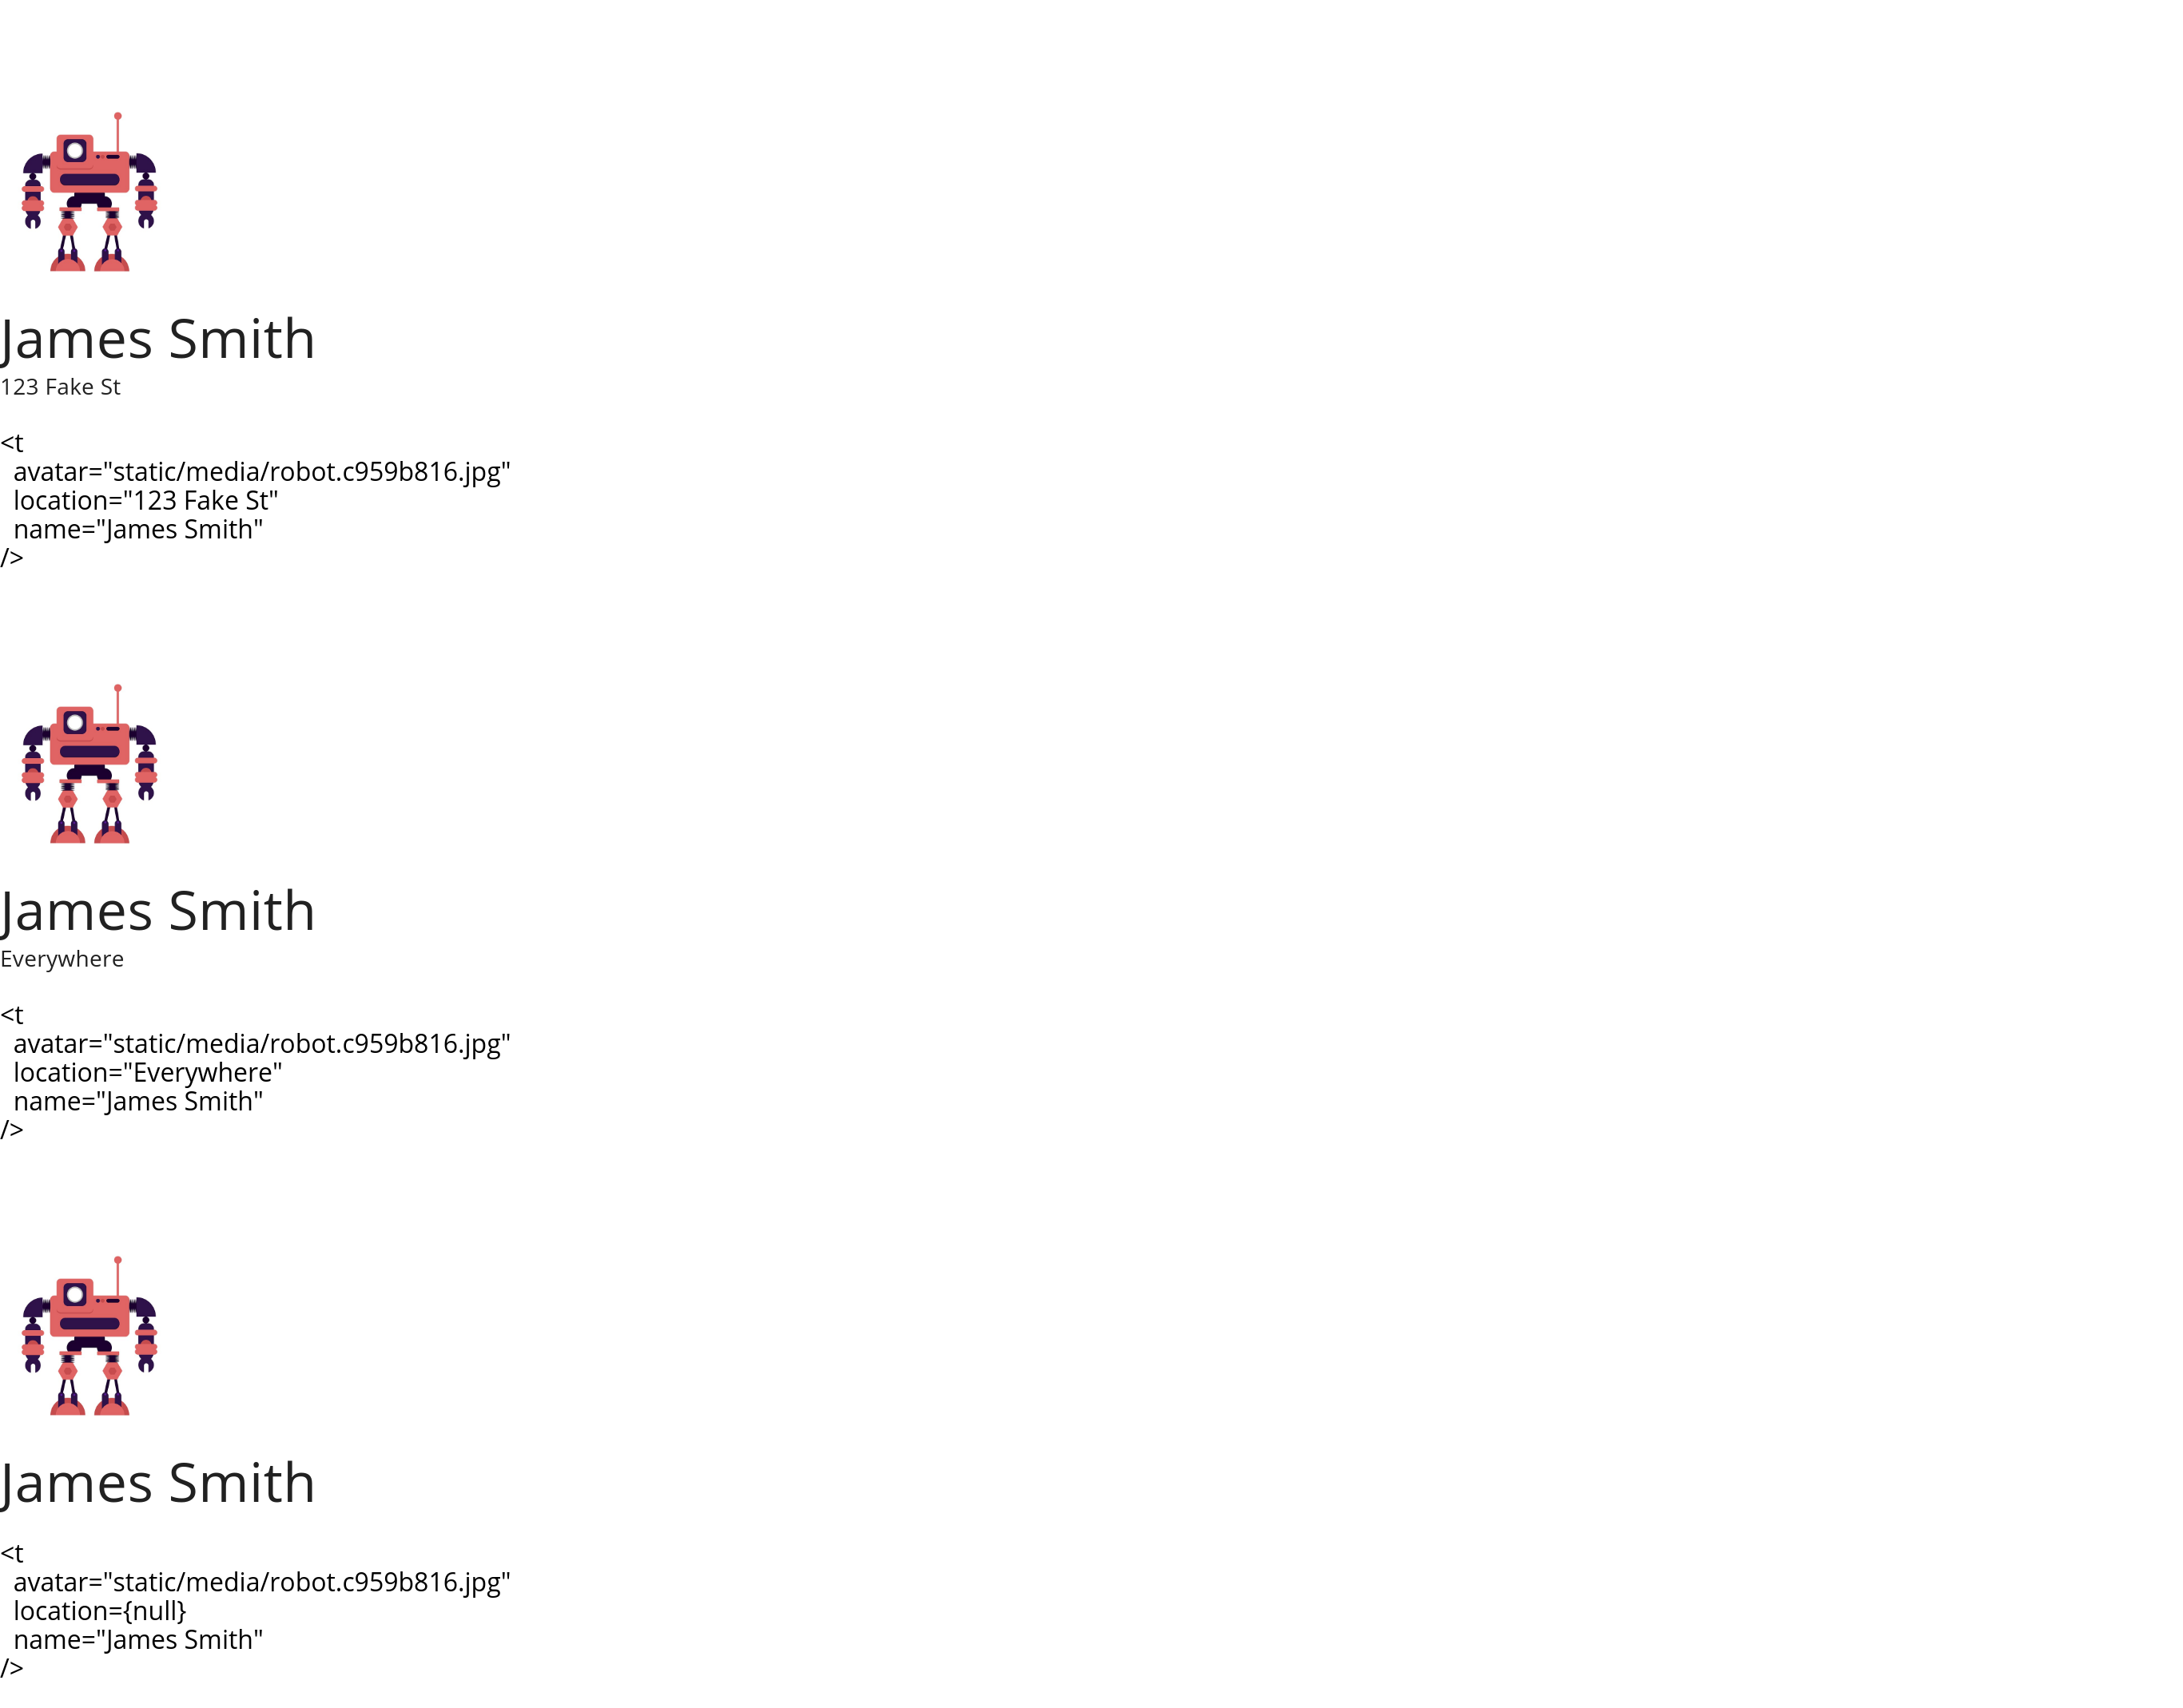 James Smith
123 Fake St
<t
  avatar="static/media/robot.c959b816.jpg"
  location="123 Fake St"
  name="James Smith"
/>
James Smith
Everywhere
<t
  avatar="static/media/robot.c959b816.jpg"
  location="Everywhere"
  name="James Smith"
/>
James Smith
<t
  avatar="static/media/robot.c959b816.jpg"
  location={null}
  name="James Smith"
/>